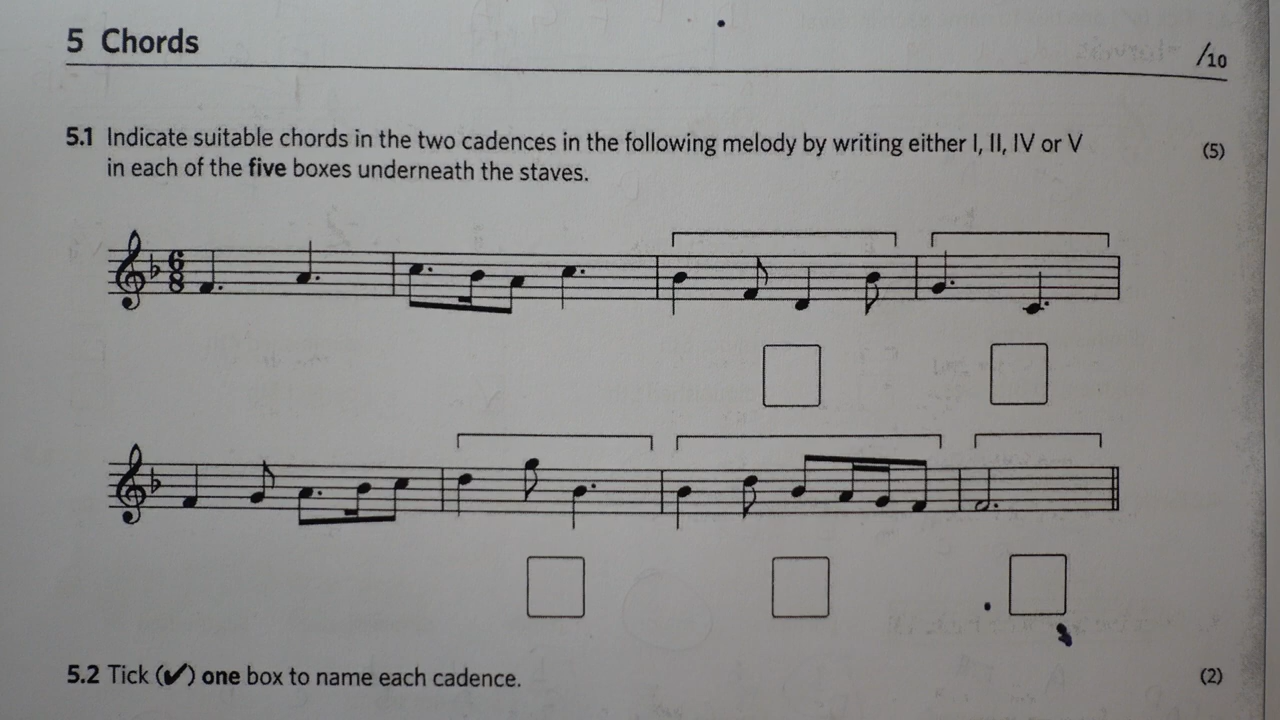 5 Chords
/10
5.1 Indicate suitable chords in the two cadences in the following melody by writing either I, II, IV or V (5)
in each of the five boxes underneath the staves.
6
8
5.2 Tick (✔) one box to name each cadence. (2)